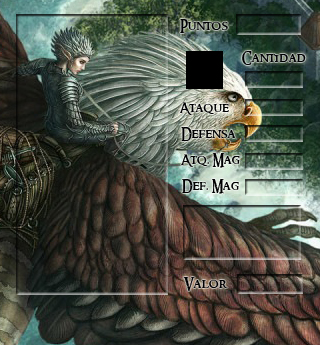 Puntos
Cantidad
Ataque
Defensa
Atq. Mag
Def. Mag
Valor